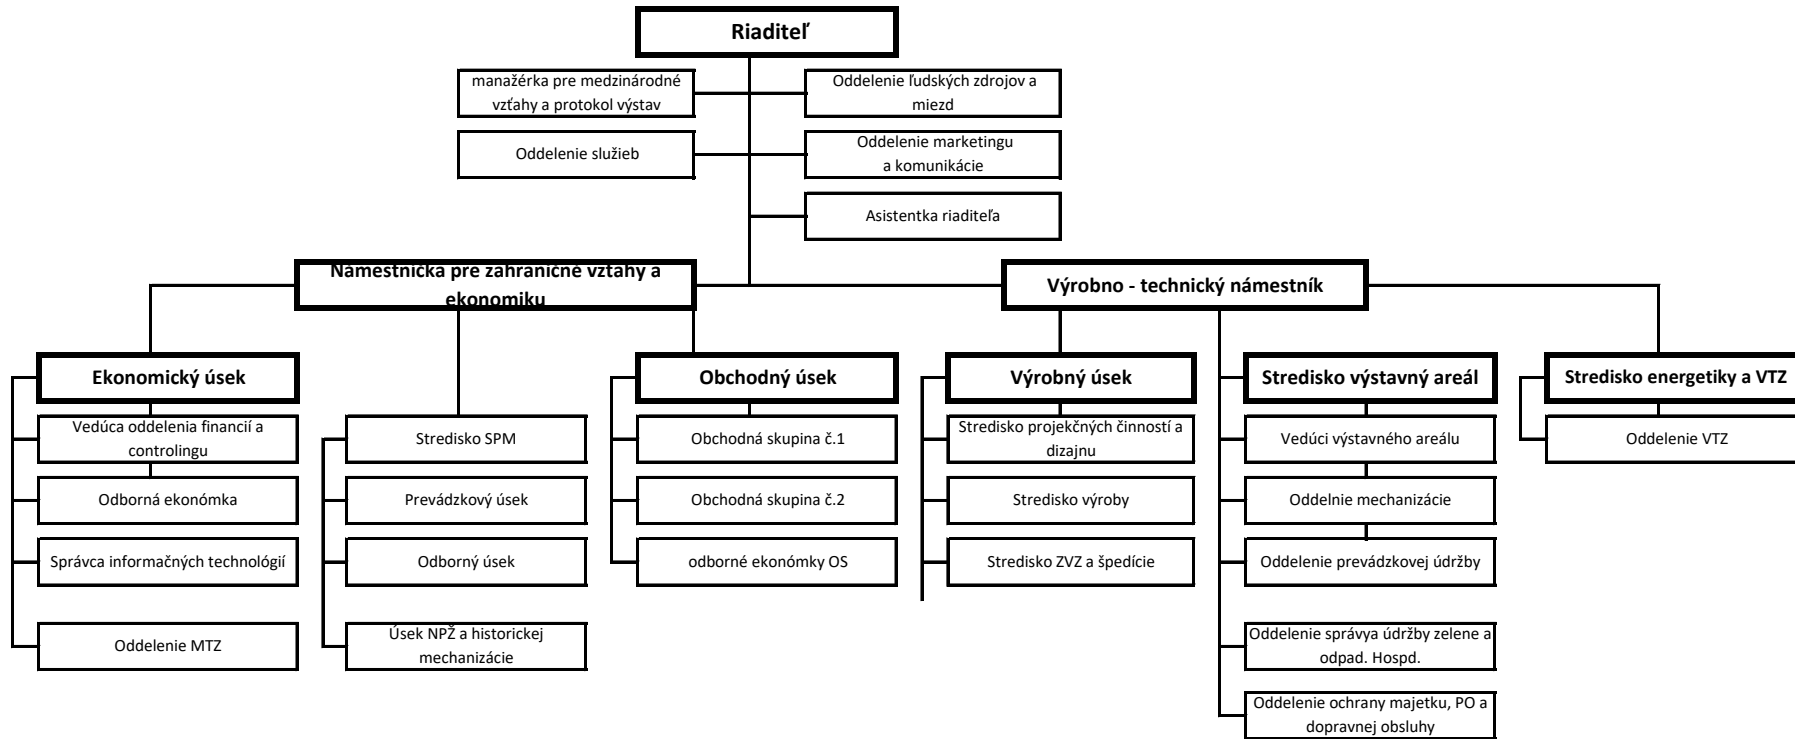 Riaditeľ
manažérka pre medzinárodné
vzťahy a protokol výstav
Oddelenie ľudských zdrojov a
miezd
Oddelenie služieb
Oddelenie marketingu
a komunikácie
Asistentka riaditeľa
Námestníčka pre zahraničné vzťahy a
ekonomiku
Výrobno - technický námestník
Ekonomický úsek
Obchodný úsek
Výrobný úsek
Stredisko výstavný areál
Stredisko energetiky a VTZ
Vedúca oddelenia financií a
controlingu
Stredisko SPM
Obchodná skupina č.1
Stredisko projekčných činností a
dizajnu
Vedúci výstavného areálu
Oddelenie VTZ
Odborná ekonómka
Prevádzkový úsek
Obchodná skupina č.2
Stredisko výroby
Oddelnie mechanizácie
Správca informačných technológií
Odborný úsek
odborné ekonómky OS
Stredisko ZVZ a špedície
Oddelenie prevádzkovej údržby
Oddelenie MTZ
Úsek NPŽ a historickej
mechanizácie
Oddelenie správya údržby zelene a
odpad. Hospd.
Oddelenie ochrany majetku, PO a
dopravnej obsluhy